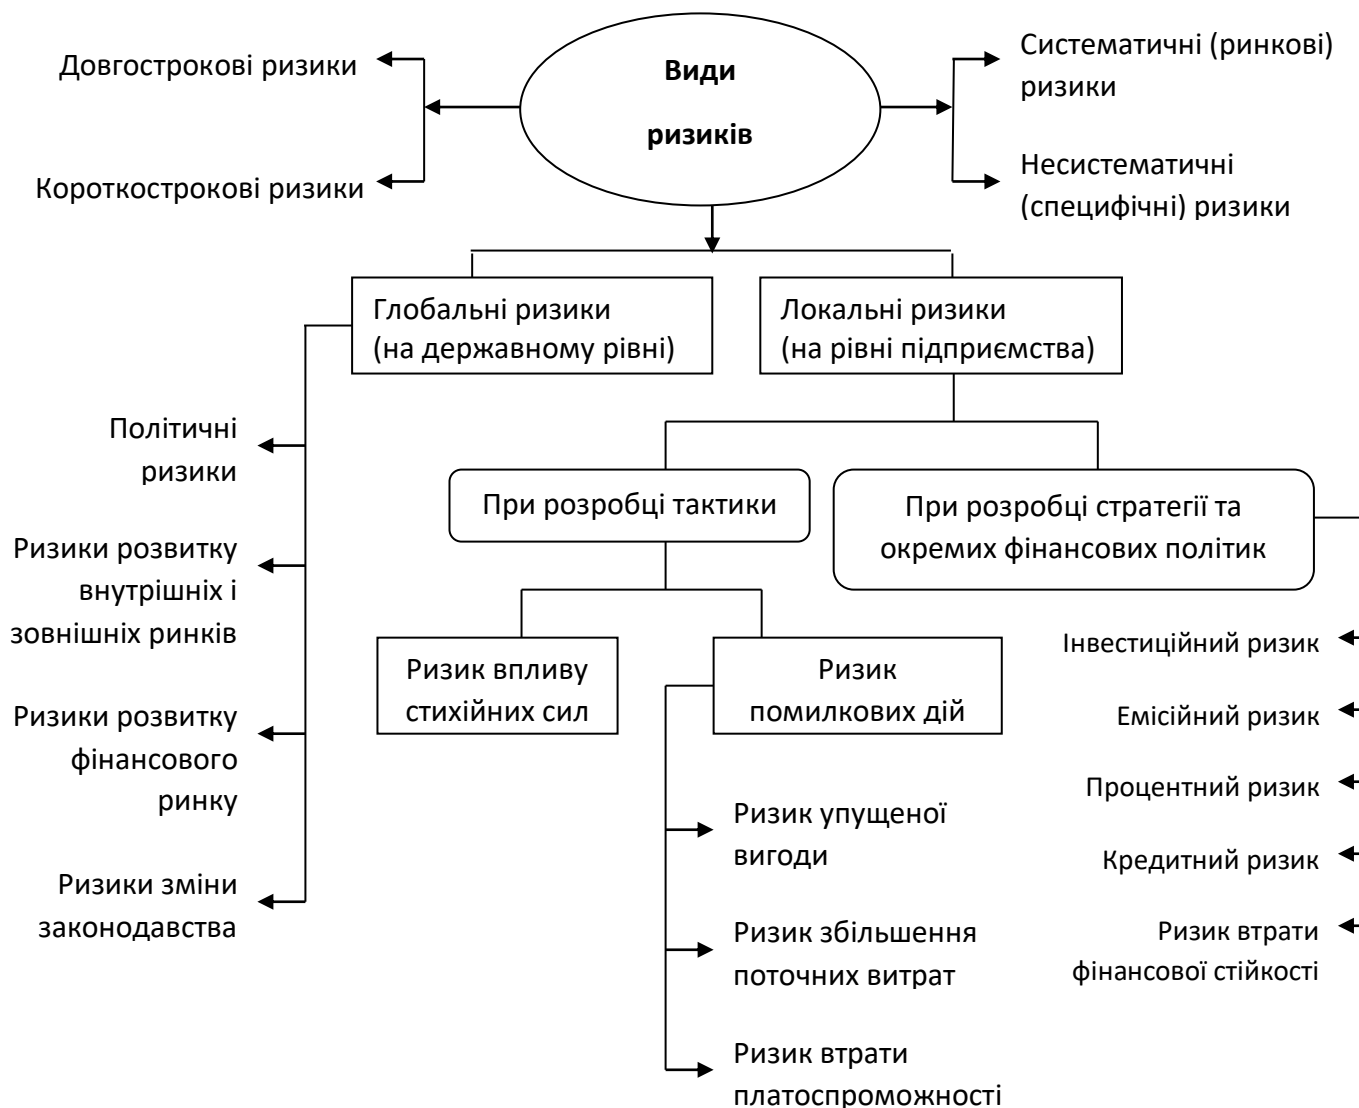 Види
ризиків
Довгострокові ризики
Короткострокові ризики
Систематичні (ринкові)
ризики
Несистематичні
(специфічні) ризики
Глобальні ризики
(на державному рівні)
Локальні ризики
(на рівні підприємства)
Політичні
ризики
Ризики розвитку
внутрішніх і
зовнішніх ринків
Ризики розвитку
фінансового
ринку
Ризики зміни
законодавства
При розробці тактики
При розробці стратегії та
окремих фінансових політик
Ризик впливу
стихійних сил
Ризик
помилкових дій
Ризик упущеної
вигоди
Ризик збільшення
поточних витрат
Ризик втрати
платоспроможності
Інвестиційний ризик
Емісійний ризик
Процентний ризик
Кредитний ризик
Ризик втрати
фінансової стійкості